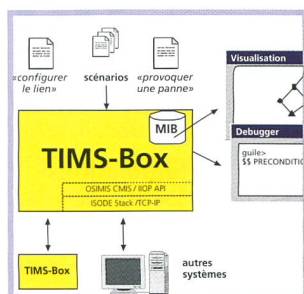 «configurer
le lien»
scénarios
«provoquer
une panne»
Visualisation
MIB
Debugger
guile>
$$ PRECONDITIO
TIMS-Box
OSIMIS CMIS / IIOP API
ISODE Stack /TCP-IP
TIMS-Box
autres
systèmes